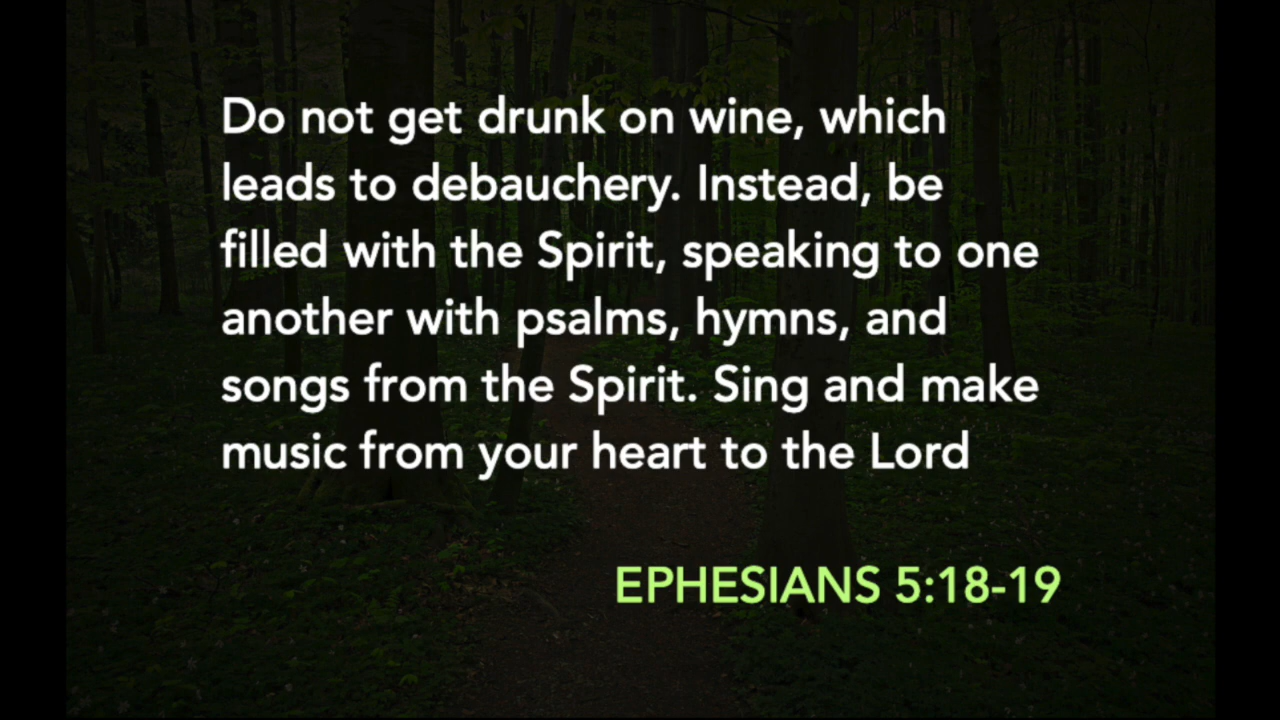 Do not get drunk on wine, which
leads to debauchery. Instead, be
filled with the Spirit, speaking to one
another with psalms, hymns, and
songs from the Spirit. Sing and make
music from your heart to the Lord
EPHESIANS 5:18-19